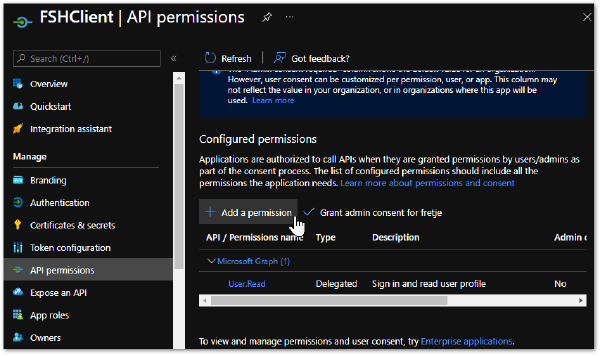 FSHClient | API permissions
Search (Ctrl+/)
Overview
Quickstart
Integration assistant
Manage
Branding
Authentication
Certificates & secrets
Token configuration
API permissions
Expose an API
App roles
Owners
Refresh
Got feedback?
However, user consent can be customized per permission, user, or app. This column may
not reflect the value in your organization, or in organizations where this app will be
used. Learn more
Configured permissions
Applications are authorized to call APIs when they are granted permissions by users/admins as
part of the consent process. The list of configured permissions should include all the
permissions the application needs. Learn more about permissions and consent
Add a permission
Grant admin consent for fretje
API / Permissions name Type Description Admin c
Microsoft Graph (1)
User.Read Delegated Sign in and read user profile No
To view and manage permissions and user consent, try Enterprise applications.